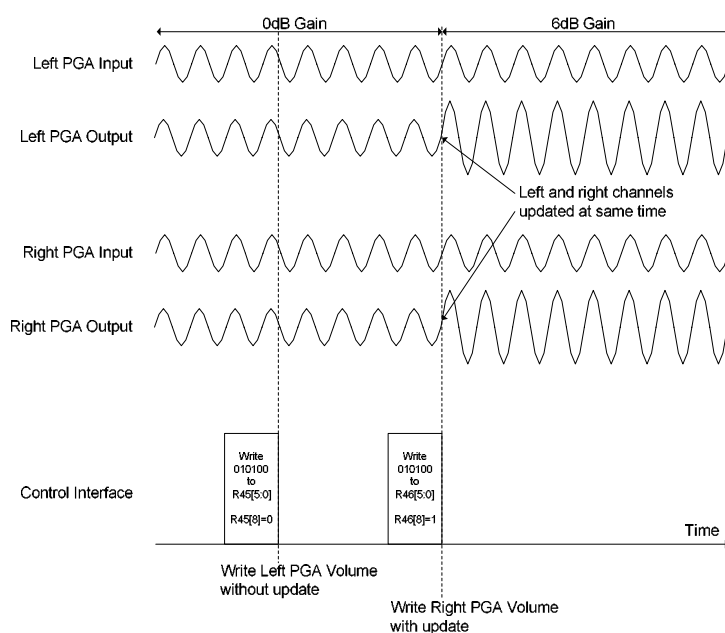 0dB Gain
6dB Gain
Left PGA Input
Left PGA Output
Left and right channels
updated at same time
Right PGA Input
Right PGA Output
Control Interface
Write
010100
to
R45[5:0]
R45[8]=0
Write
010100
to
R46[5:0]
R46[8]=1
Time
Write Left PGA Volume
without update
Write Right PGA Volume
with update